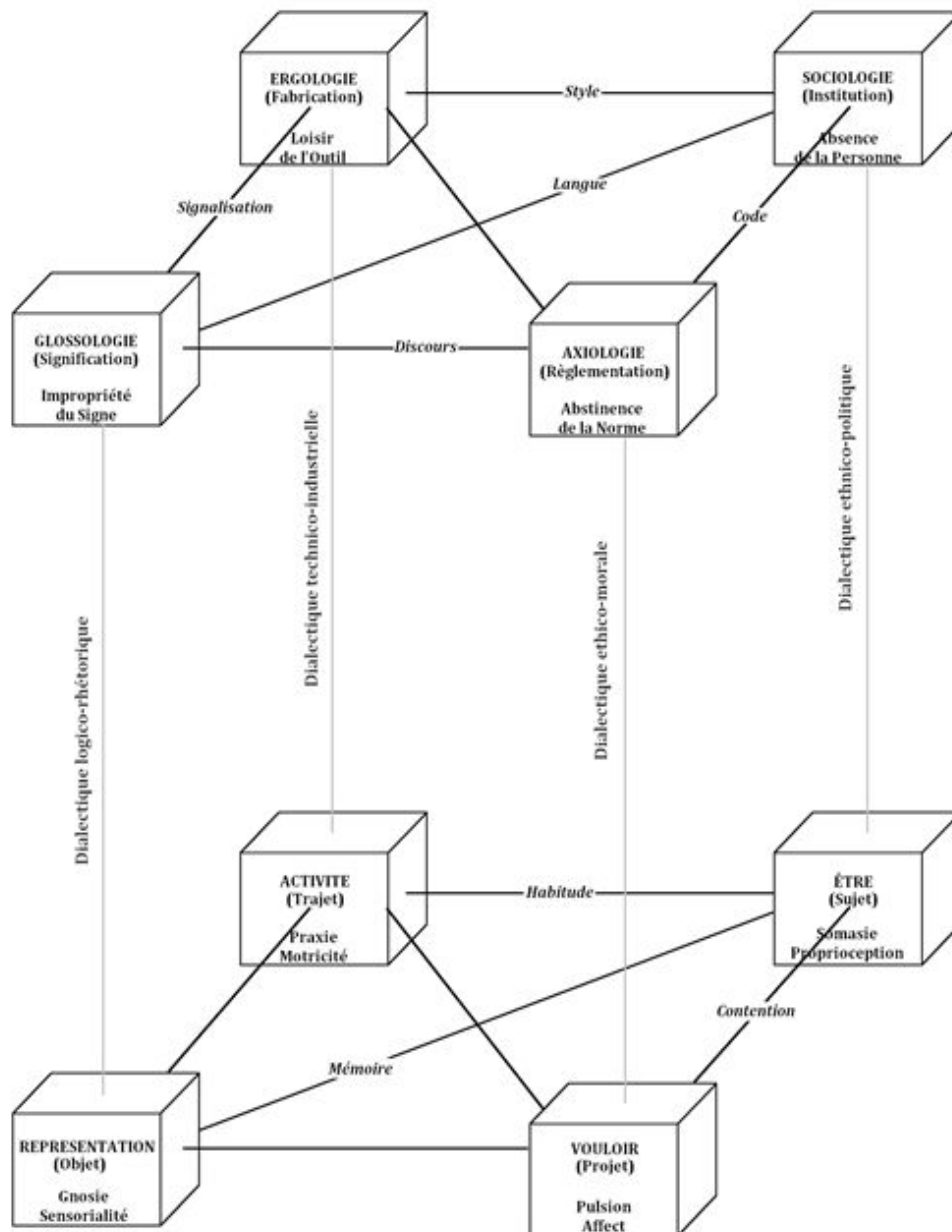 ERGOLOGIE
(Fabrication)
Loisir
de l'Outil
Style
SOCIOLOGIE
(Institution)
Absence
de la Personne
Langue
Signalisation
Code
GLOSSOLOGIE
(Signification)
Impropriété
du Signe
Discours
AXIOLOGIE
(Règlementation)
Abstinence
de la Norme
Dialectique logico-rhétorique
Dialectique technico-industrielle
Dialectique ethico-morale
Dialectique ethnico-politique
ACTIVITE
(Trajet)
Praxie
Motricité
Habitude
ÉTRE
(Sujet)
Somasie
Proprioception
Contention
Mémoire
REPRESENTATION
(Objet)
Gnosie
Sensorialité
VOULOIR
(Projet)
Pulsion
Affect